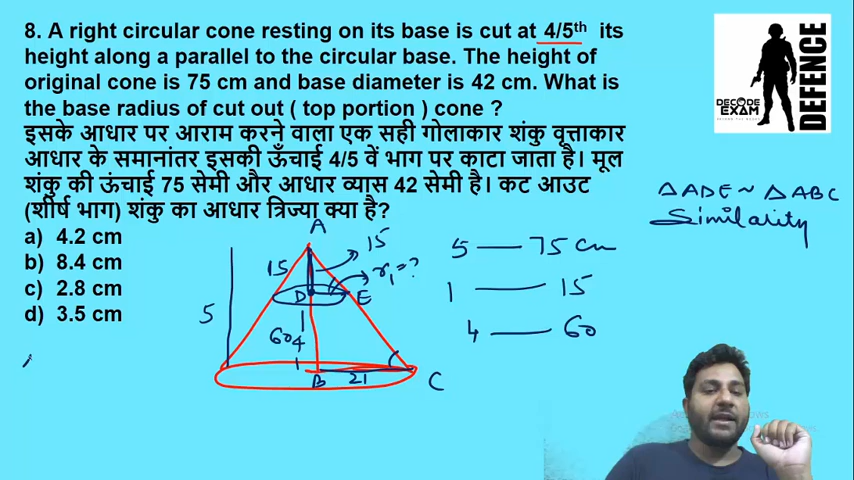 8. A right circular cone resting on its base is cut at 4/5th its
height along a parallel to the circular base. The height of
original cone is 75 cm and base diameter is 42 cm. What is
the base radius of cut out ( top portion ) cone ?
इसके आधार पर आराम करने वाला एक सही गोलाकार शंकु वृत्ताकार
आधार के समानांतर इसकी ऊँचाई 4/5 वें भाग पर काटा जाता है। मूल
शंकु की ऊंचाई 75 सेमी और आधार व्यास 42 सेमी है। कट आउट
(शीर्ष भाग) शंकु का आधार त्रिज्या क्या है?
a) 4.2 cm
b) 8.4 cm
c) 2.8 cm
d) 3.5 cm
DECODE
EXAM
DEFENCE
△ADE ~ △ABC
Similarity
A
15
15
r₁=?
D
E
5
60
4
B
21
C
5 — 75 cm
1 — 15
4 — 60